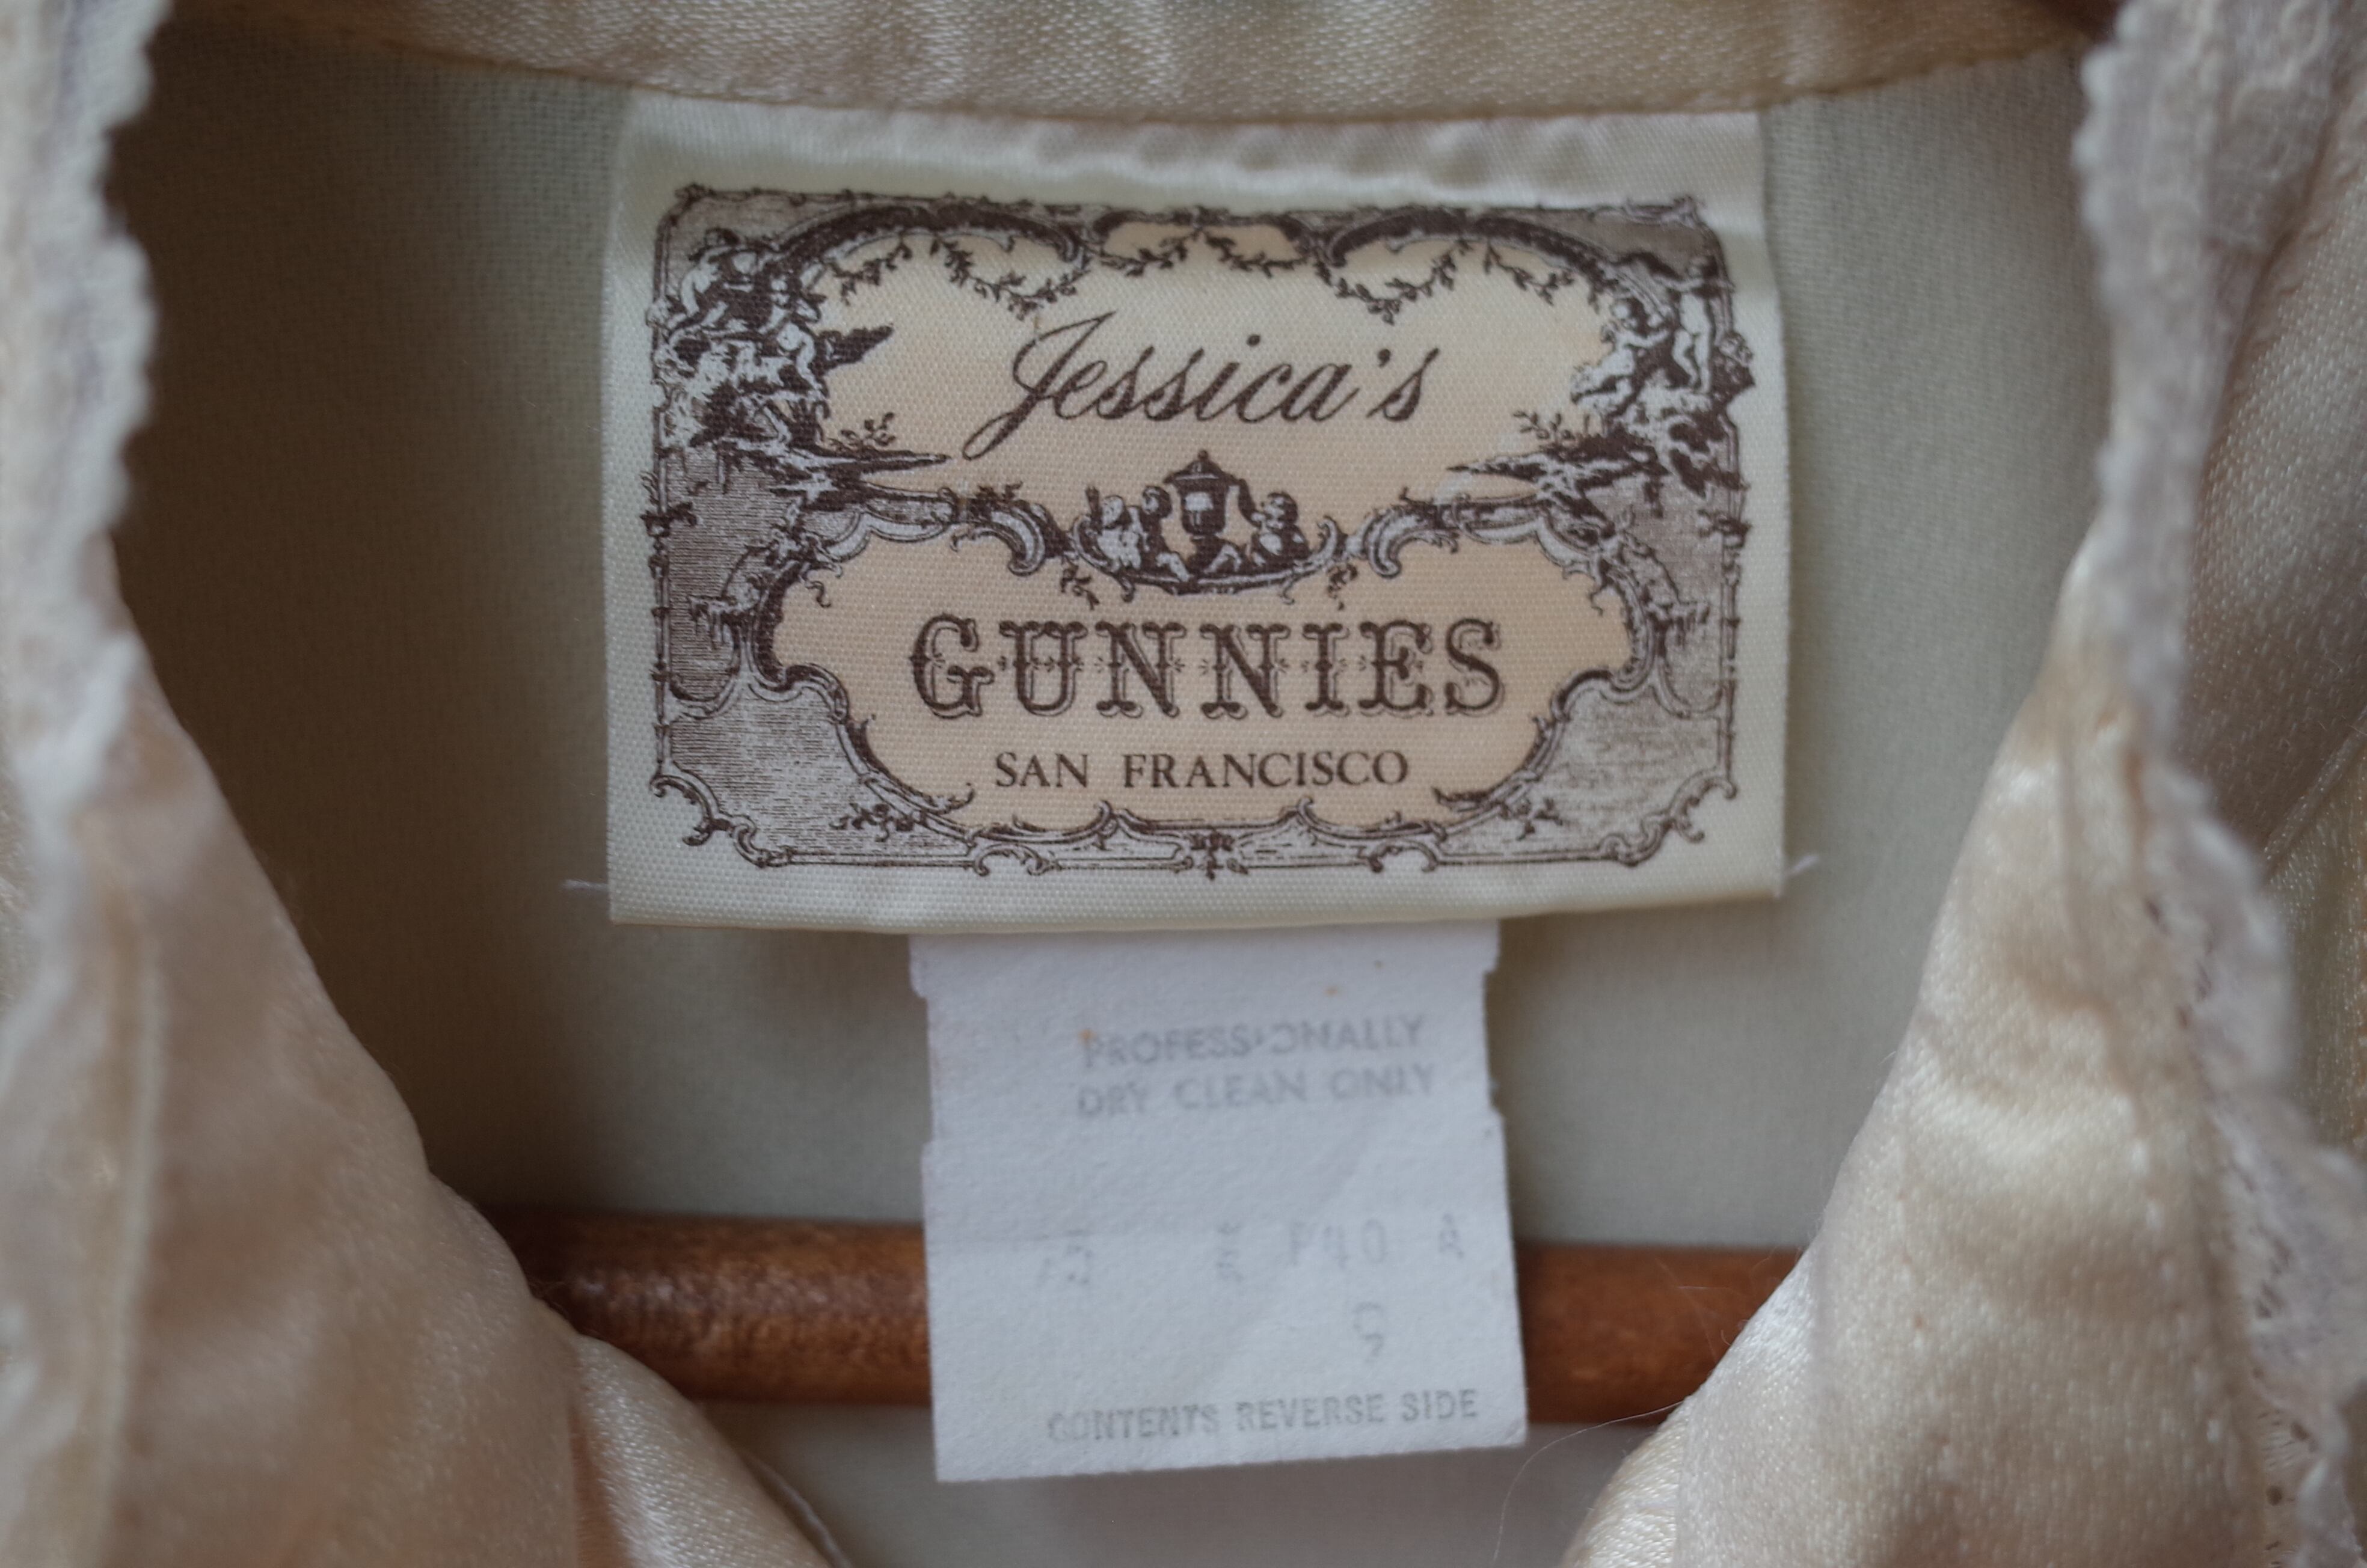 Jessica's
GUNNIES
SAN FRANCISCO
PROFESSIONALLY
DRY CLEAN ONLY
9
CONTENTS REVERSE SIDE